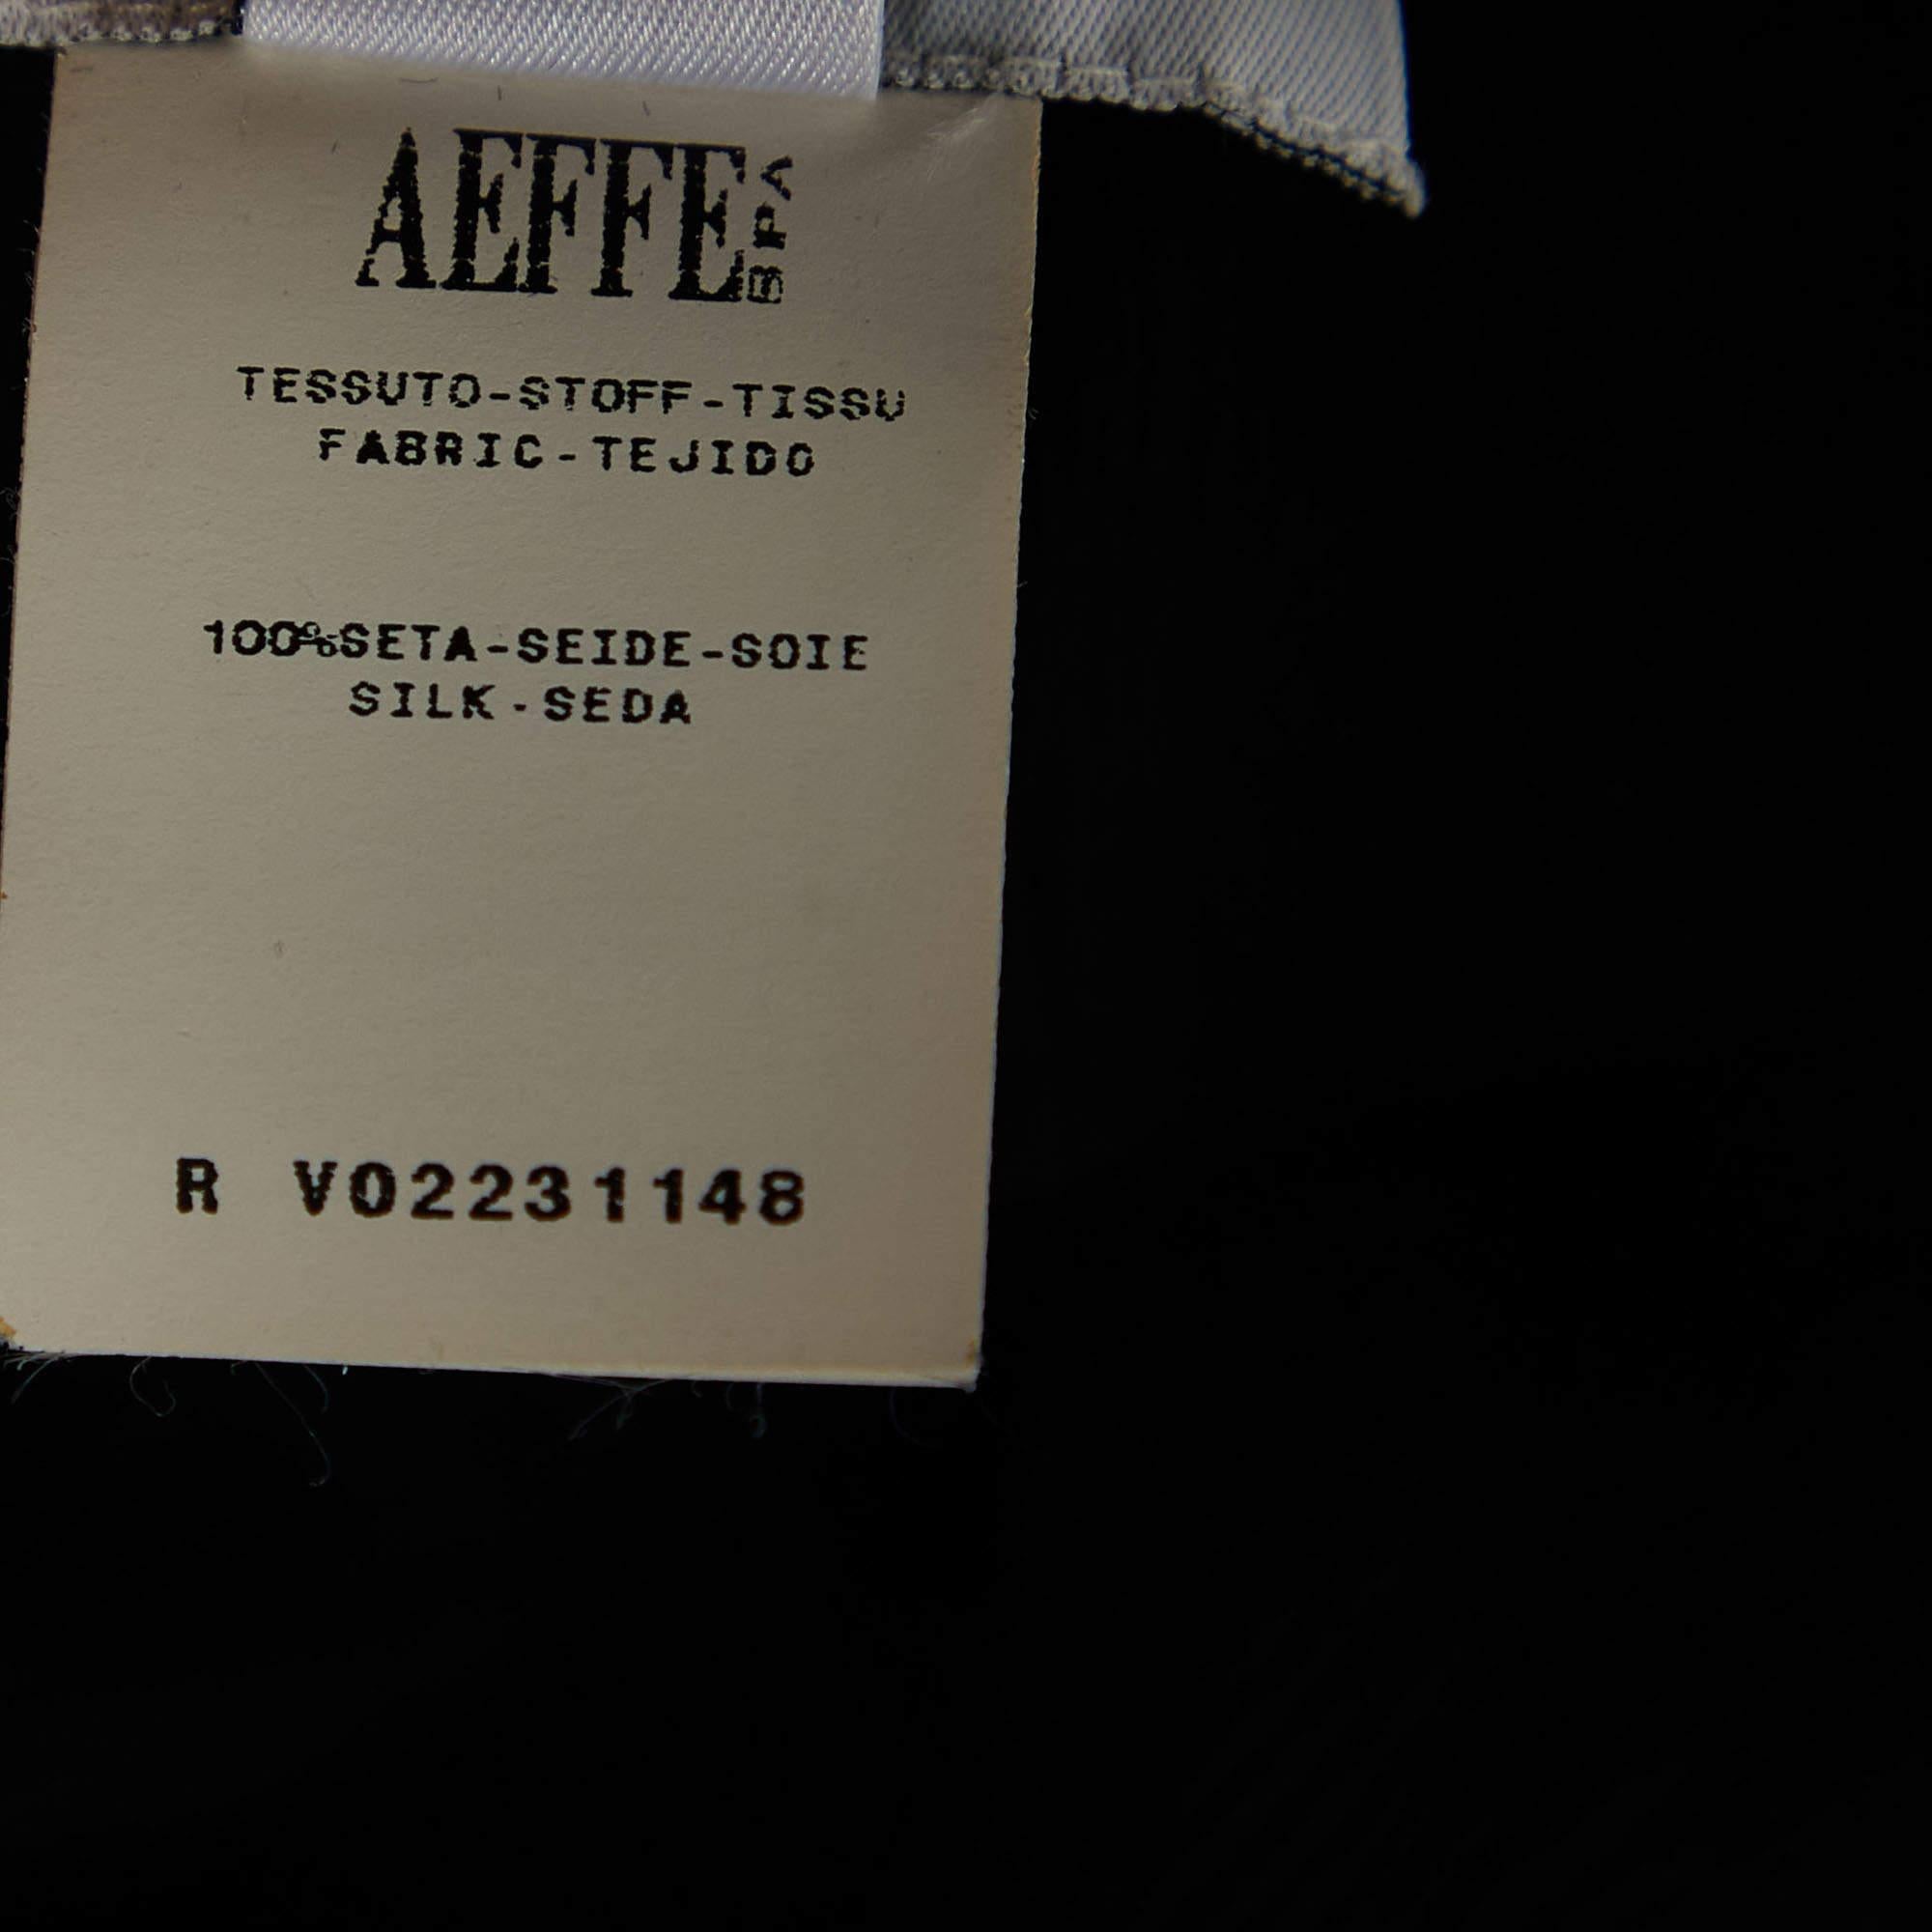 AEFFE SPA
TESSUTO-STOFF-TISSU
FABRIC-TEJIDO
100%SETA-SEIDE-SOIE
SILK-SEDA
R V02231148